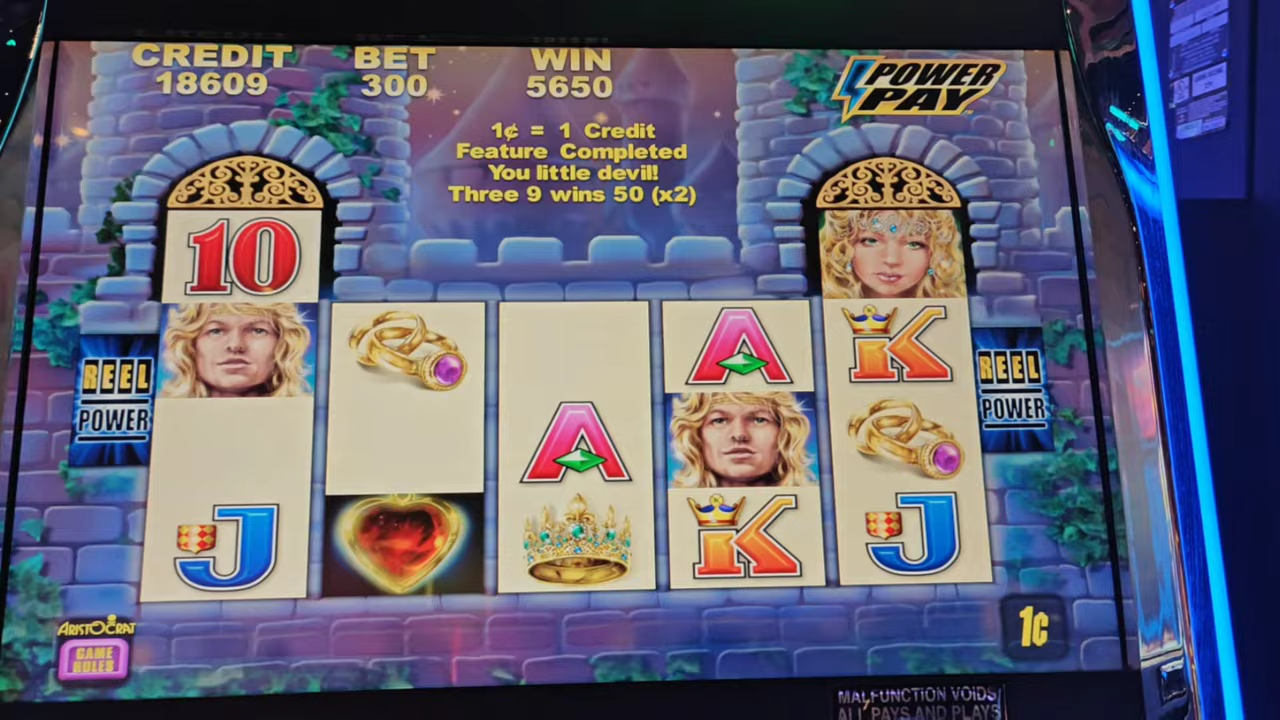 CREDIT BET WIN
18609 300 5650
POWER
PAY
1¢ = 1 Credit
Feature Completed
You little devil!
Three 9 wins 50 (x2)
10
A K
REEL
POWER
REEL
POWER
A
J K J
ARISTOCRAT
GAME
RULES
1¢
MALFUNCTION VOIDS
ALL PAYS AND PLAYS